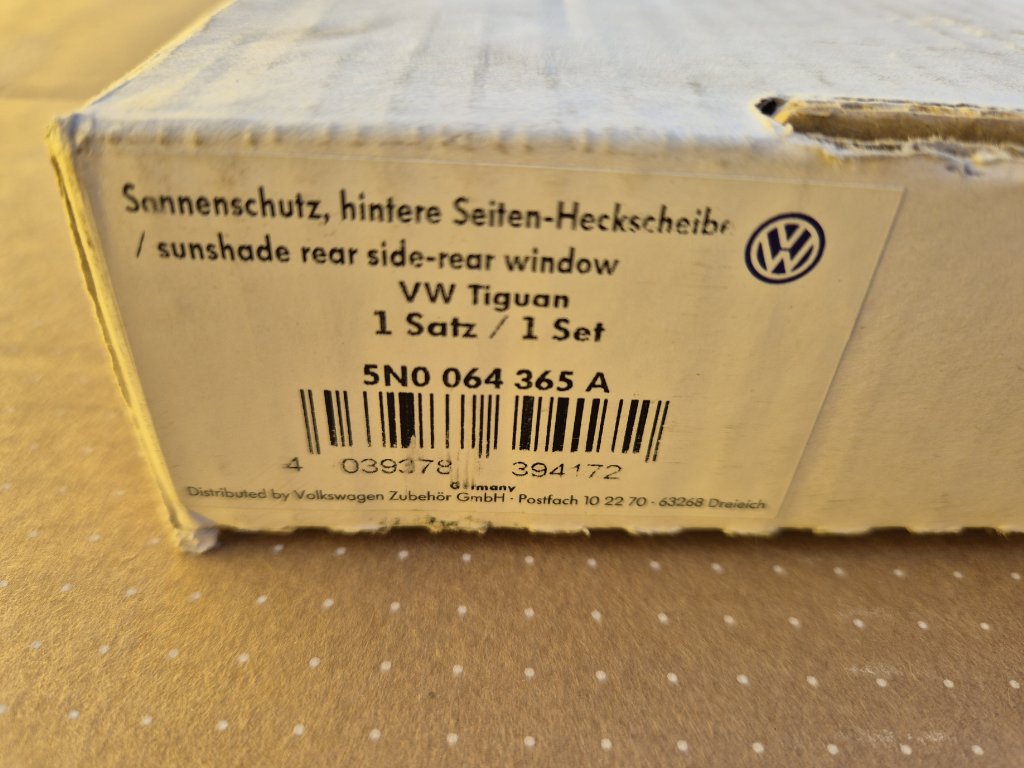 Sonnenschutz, hintere Seiten-Heckscheibe
/ sunshade rear side-rear window
VW Tiguan
1 Satz / 1 Set
5N0 064 365 A
4 039378 394172
Germany
Distributed by Volkswagen Zubehör GmbH · Postfach 10 22 70 · 63268 Dreieich